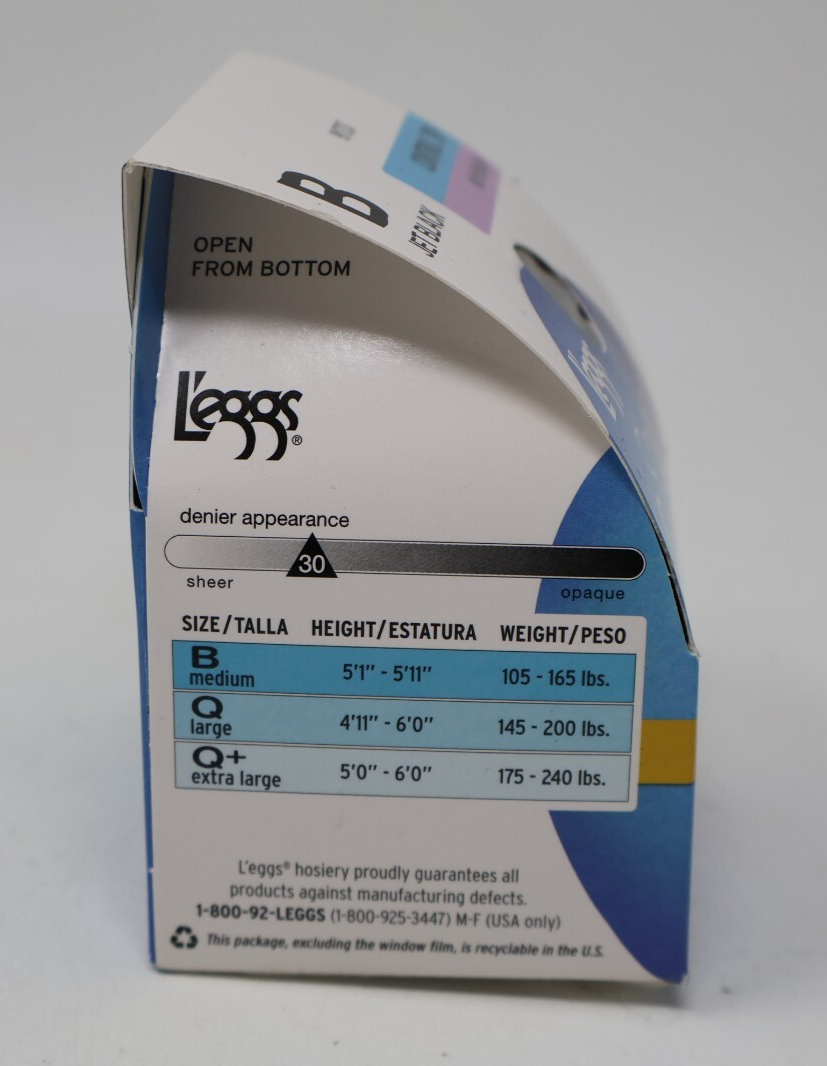 B
JET BLACK
L'eggs
OPEN
FROM BOTTOM
L'eggs®
denier appearance
30
sheer
opaque
SIZE/TALLA HEIGHT/ESTATURA WEIGHT/PESO
B
medium 5'1" - 5'11" 105 - 165 lbs.
Q
large 4'11" - 6'0" 145 - 200 lbs.
Q+
extra large 5'0" - 6'0" 175 - 240 lbs.
L'eggs® hosiery proudly guarantees all
products against manufacturing defects.
1-800-92-LEGGS (1-800-925-3447) M-F (USA only)
This package, excluding the window film, is recyclable in the U.S.